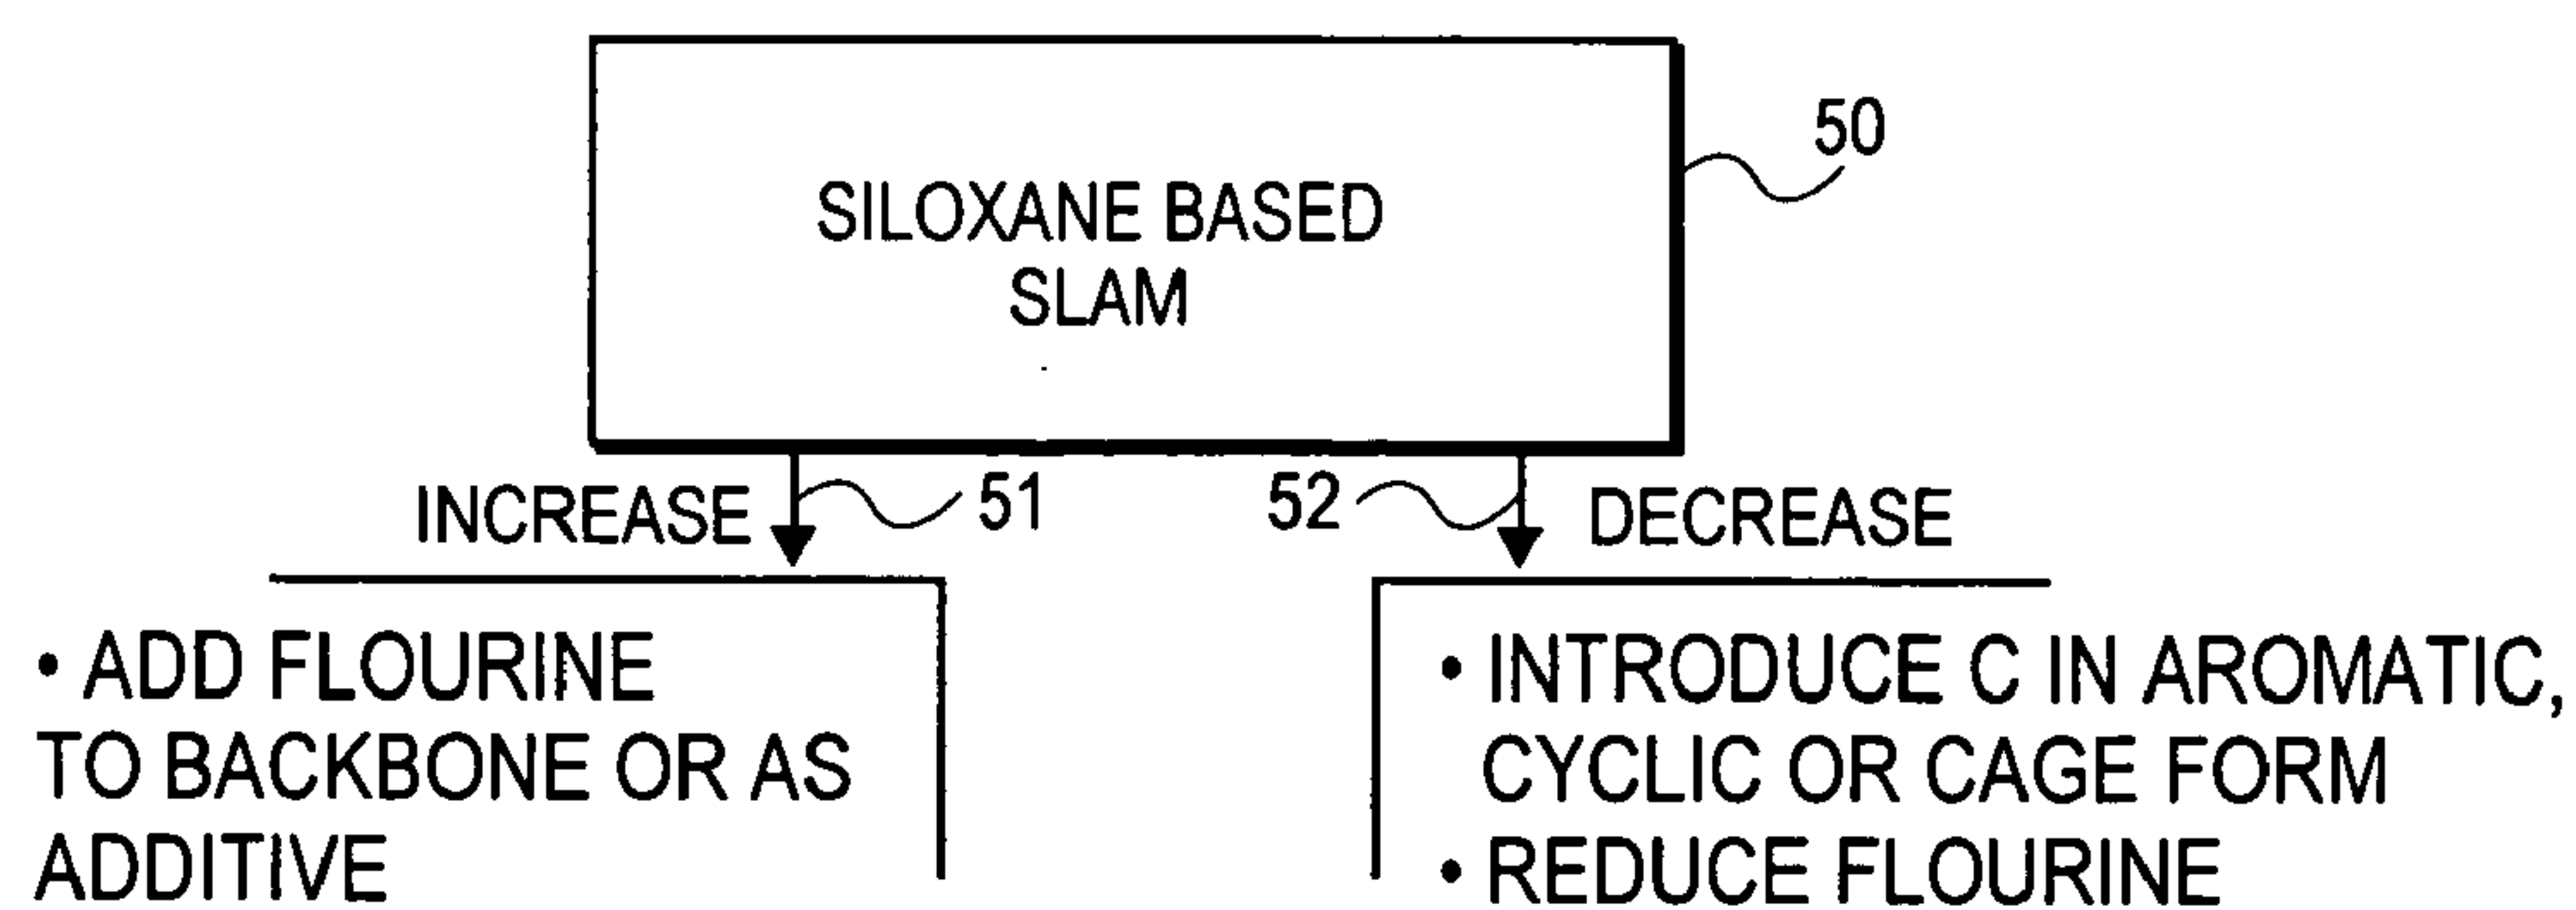 SILOXANE BASED
SLAM
50
INCREASE
51
52
DECREASE
• ADD FLOURINE
TO BACKBONE OR AS
ADDITIVE
• INTRODUCE C IN AROMATIC,
CYCLIC OR CAGE FORM
• REDUCE FLOURINE